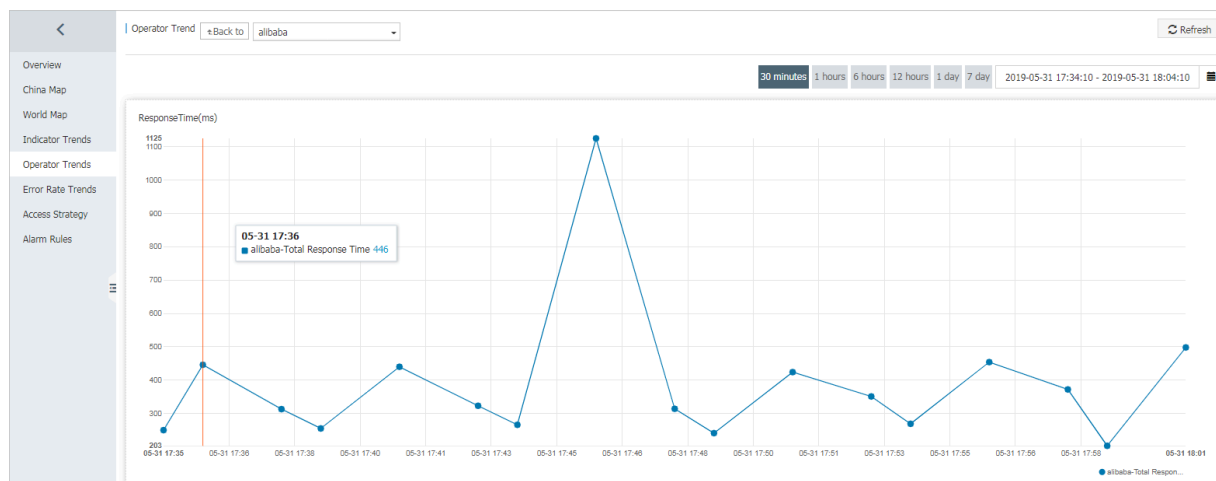 Operator Trend
Back to
alibaba
Refresh
Overview
China Map
World Map
Indicator Trends
Operator Trends
Error Rate Trends
Access Strategy
Alarm Rules
30 minutes 1 hours 6 hours 12 hours 1 day 7 day 2019-05-31 17:34:10 - 2019-05-31 18:04:10
ResponseTime(ms)
1125
1100
1000
900
800
700
600
500
400
300
203
05-31 17:36
alibaba-Total Response Time 446
05-31 17:35 05-31 17:36 05-31 17:38 05-31 17:40 05-31 17:41 05-31 17:43 05-31 17:45 05-31 17:46 05-31 17:48 05-31 17:50 05-31 17:51 05-31 17:53 05-31 17:55 05-31 17:56 05-31 17:58 05-31 18:01
alibaba-Total Respon...